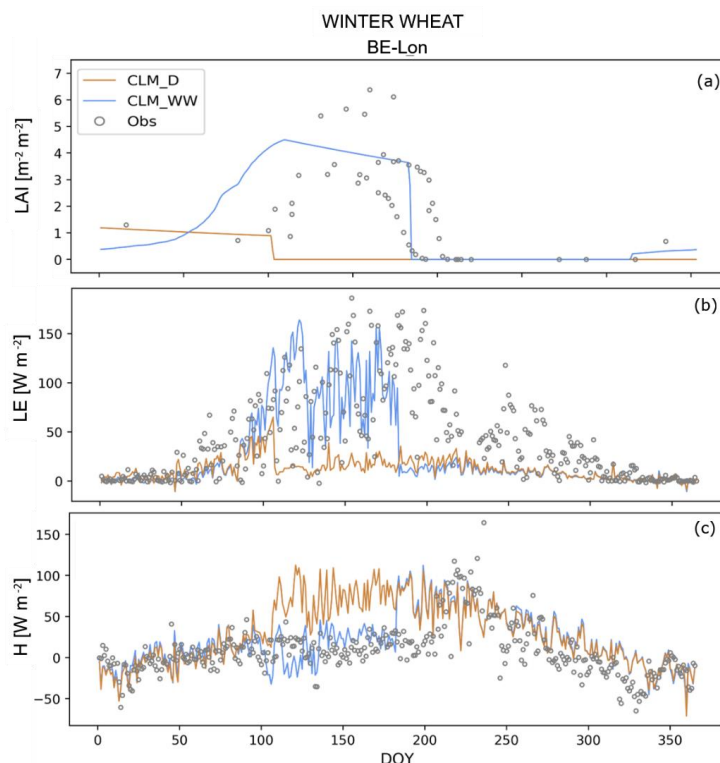 WINTER WHEAT
BE-Lon
(a)
CLM_D
CLM_WW
Obs
7
6
5
4
3
2
1
0
LAI [m² m⁻²]
(b)
150
100
50
0
LE [W m⁻²]
(c)
150
100
50
0
−50
H [W m⁻²]
0 50 100 150 200 250 300 350
DOY